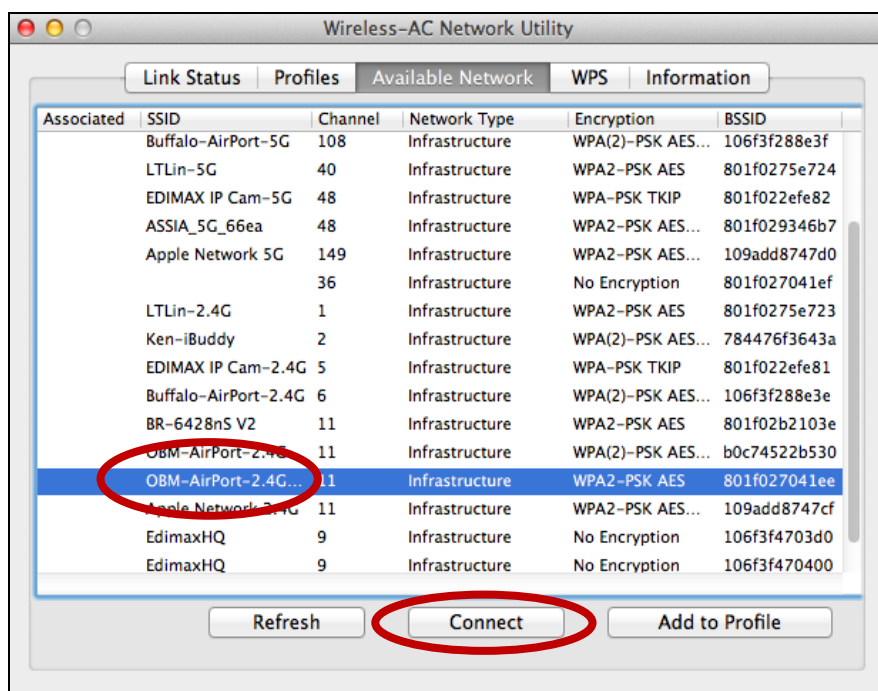 Wireless-AC Network Utility
Link Status Profiles Available Network WPS Information
Associated SSID Channel Network Type Encryption BSSID
Buffalo-AirPort-5G 108 Infrastructure WPA(2)-PSK AES... 106f3f288e3f
LTLin-5G 40 Infrastructure WPA2-PSK AES 801f0275e724
EDIMAX IP Cam-5G 48 Infrastructure WPA-PSK TKIP 801f022efe82
ASSIA_5G_66ea 48 Infrastructure WPA2-PSK AES... 801f029346b7
Apple Network 5G 149 Infrastructure WPA2-PSK AES... 109add8747d0
36 Infrastructure No Encryption 801f027041ef
LTLin-2.4G 1 Infrastructure WPA2-PSK AES 801f0275e723
Ken-iBuddy 2 Infrastructure WPA(2)-PSK AES... 784476f3643a
EDIMAX IP Cam-2.4G 5 Infrastructure WPA-PSK TKIP 801f022efe81
Buffalo-AirPort-2.4G 6 Infrastructure WPA(2)-PSK AES... 106f3f288e3e
BR-6428nS V2 11 Infrastructure WPA2-PSK AES 801f02b2103e
OBM-AirPort-2.4G 11 Infrastructure WPA(2)-PSK AES... b0c74522b530
OBM-AirPort-2.4G... 11 Infrastructure WPA2-PSK AES 801f027041ee
Apple Network 2.4G 11 Infrastructure WPA2-PSK AES... 109add8747cf
EdimaxHQ 9 Infrastructure No Encryption 106f3f4703d0
EdimaxHQ 9 Infrastructure No Encryption 106f3f470400
Refresh Connect Add to Profile